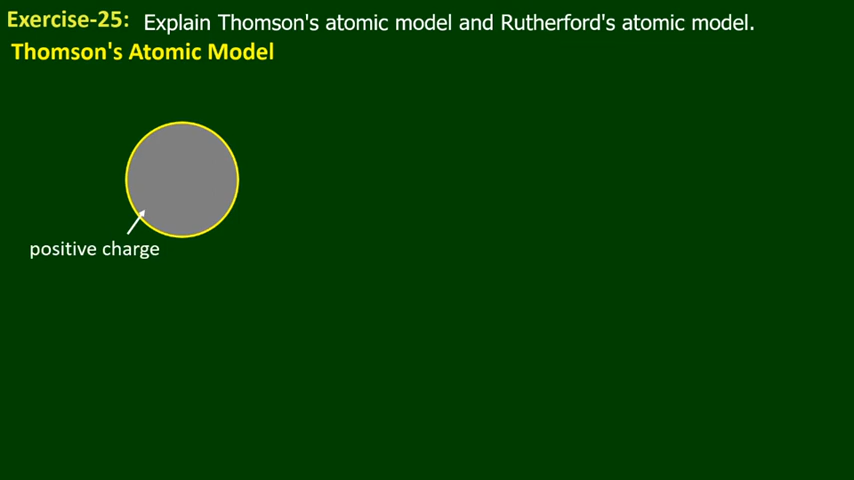 Exercise-25: Explain Thomson's atomic model and Rutherford's atomic model.
Thomson's Atomic Model
positive charge